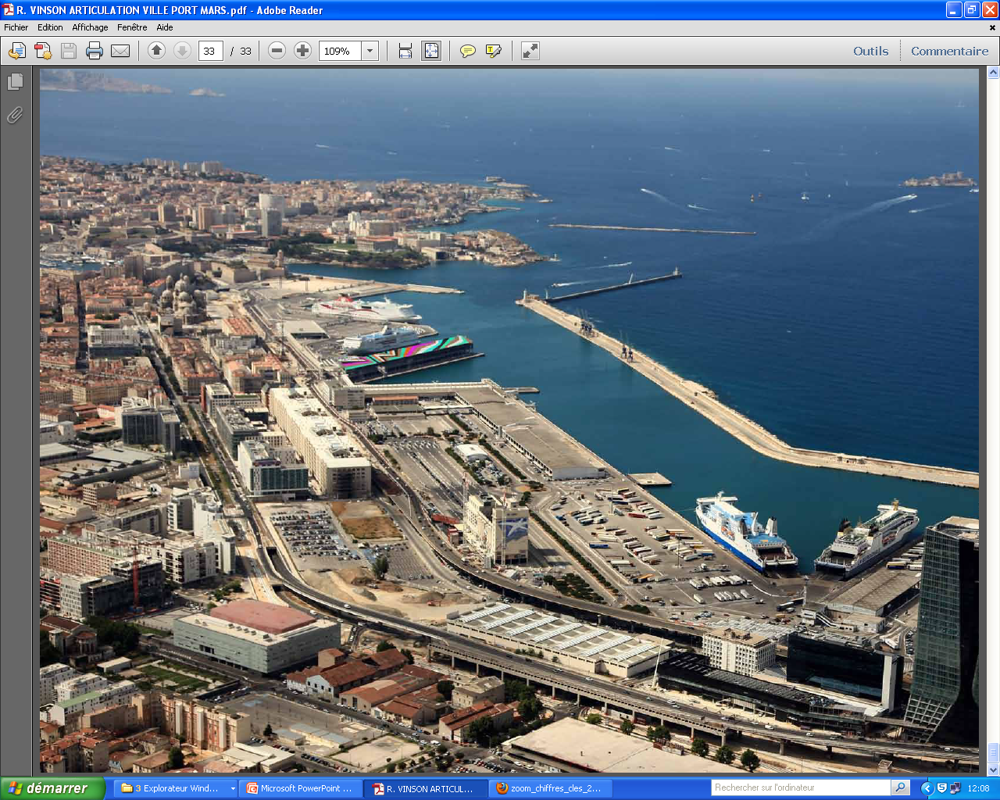 R. VINSON ARTICULATION VILLE PORT MARS.pdf - Adobe Reader
Fichier Edition Affichage Fenêtre Aide
33 / 33 109% Outils Commentaire
démarrer 3 Explorateur Wind... Microsoft PowerPoint ... R. VINSON ARTICUL... zoom_chiffres_cles_2... Rechercher sur l'ordinateur 12:08